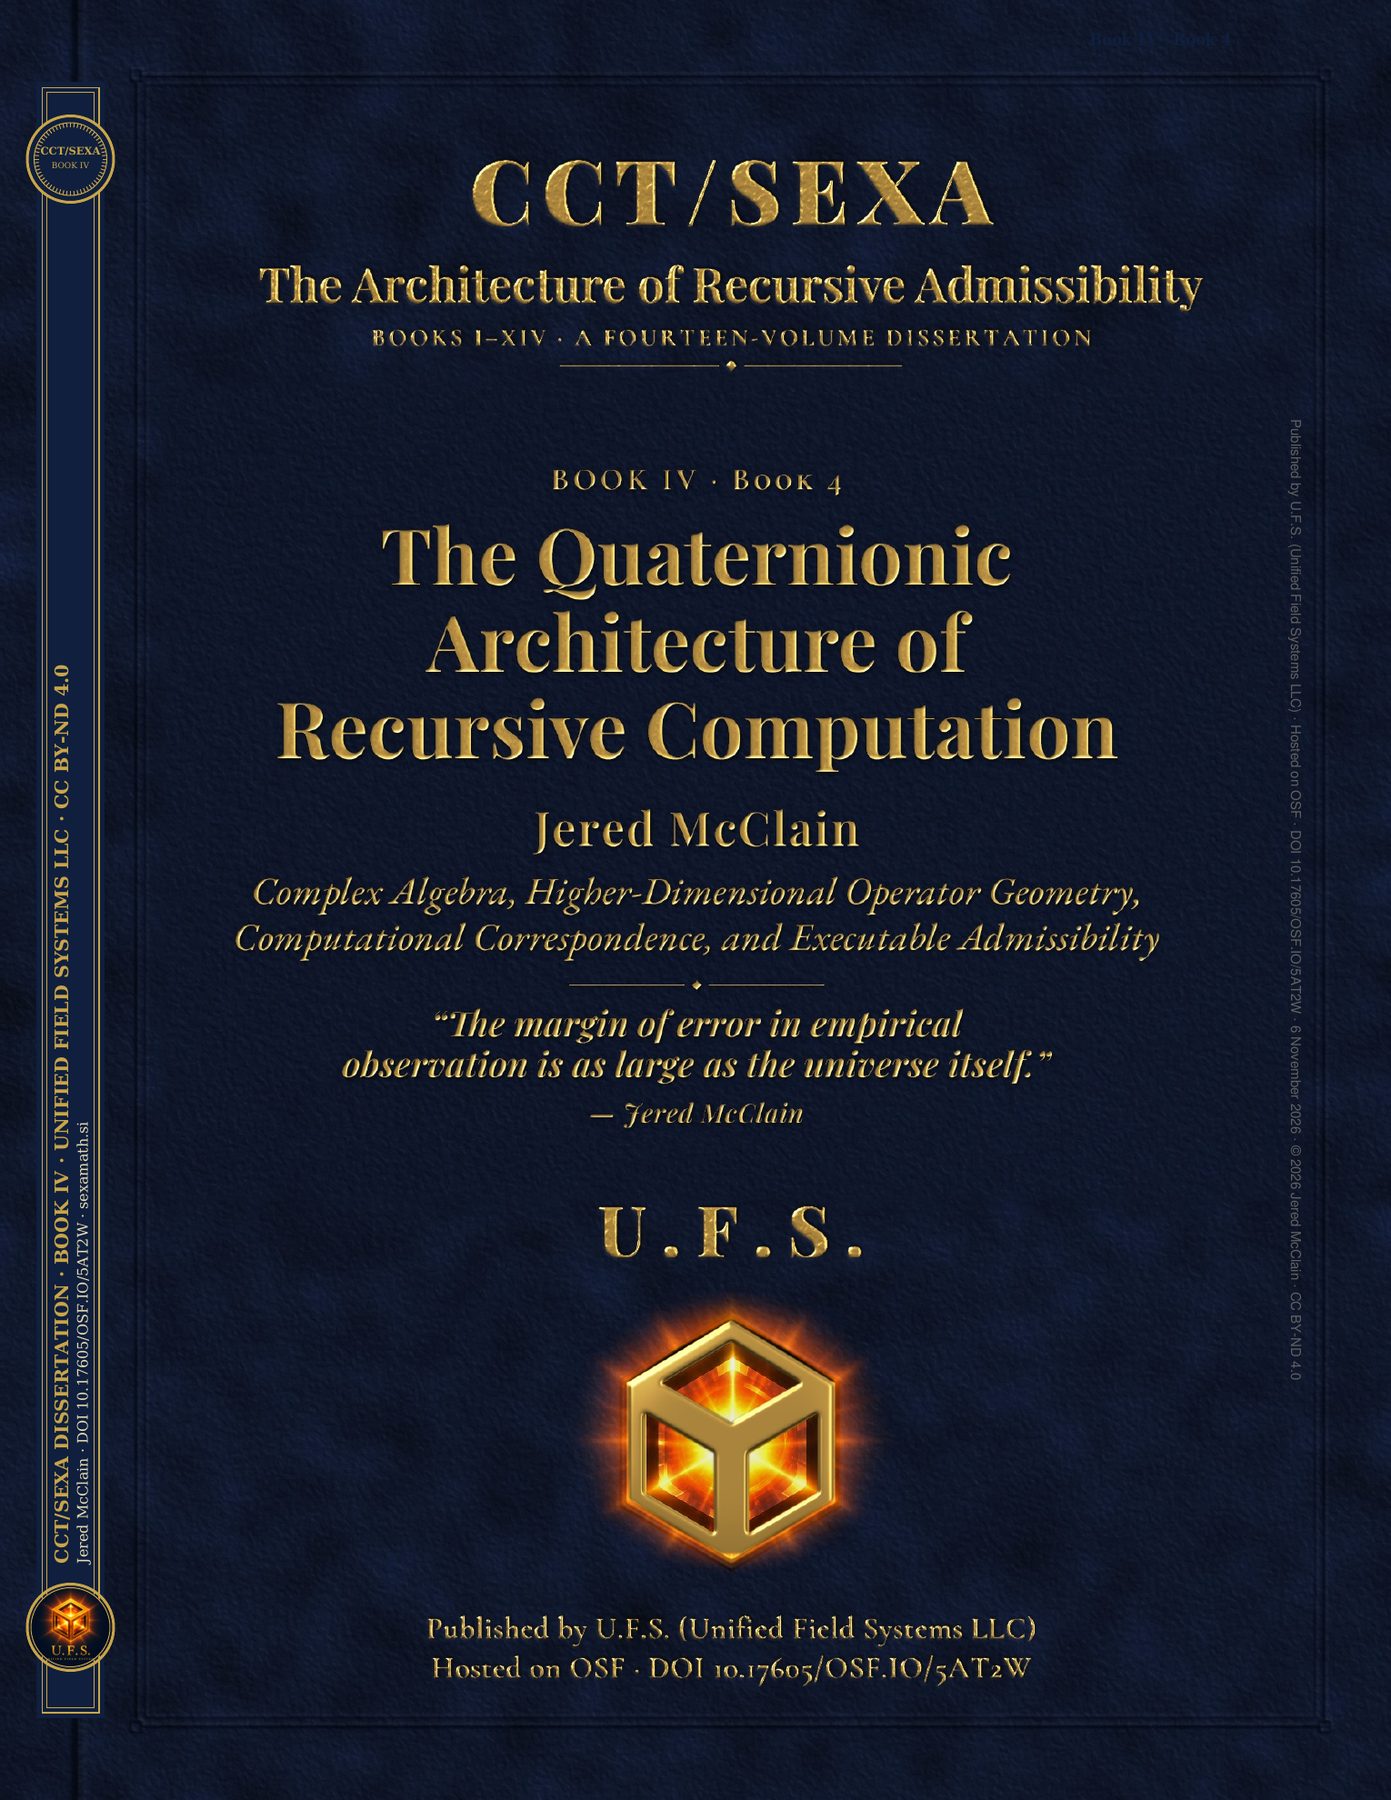 Book IV · Book 4
CCT/SEXA
The Architecture of Recursive Admissibility
BOOKS I–XIV · A FOURTEEN-VOLUME DISSERTATION
BOOK IV · Book 4
The Quaternionic
Architecture of
Recursive Computation
Jered McClain
Complex Algebra, Higher-Dimensional Operator Geometry,
Computational Correspondence, and Executable Admissibility
“The margin of error in empirical
observation is as large as the universe itself.”
— Jered McClain
U.F.S.
Published by U.F.S. (Unified Field Systems LLC)
Hosted on OSF · DOI 10.17605/OSF.IO/5AT2W
CCT/SEXA
BOOK IV
CCT/SEXA DISSERTATION · BOOK IV · UNIFIED FIELD SYSTEMS LLC · CC BY-ND 4.0
Jered McClain · DOI 10.17605/OSF.IO/5AT2W · sexamath.si
U.F.S.
Published by U.F.S. (Unified Field Systems LLC) · Hosted on OSF · DOI 10.17605/OSF.IO/5AT2W · 6 November 2026 · © 2026 Jered McClain · CC BY-ND 4.0